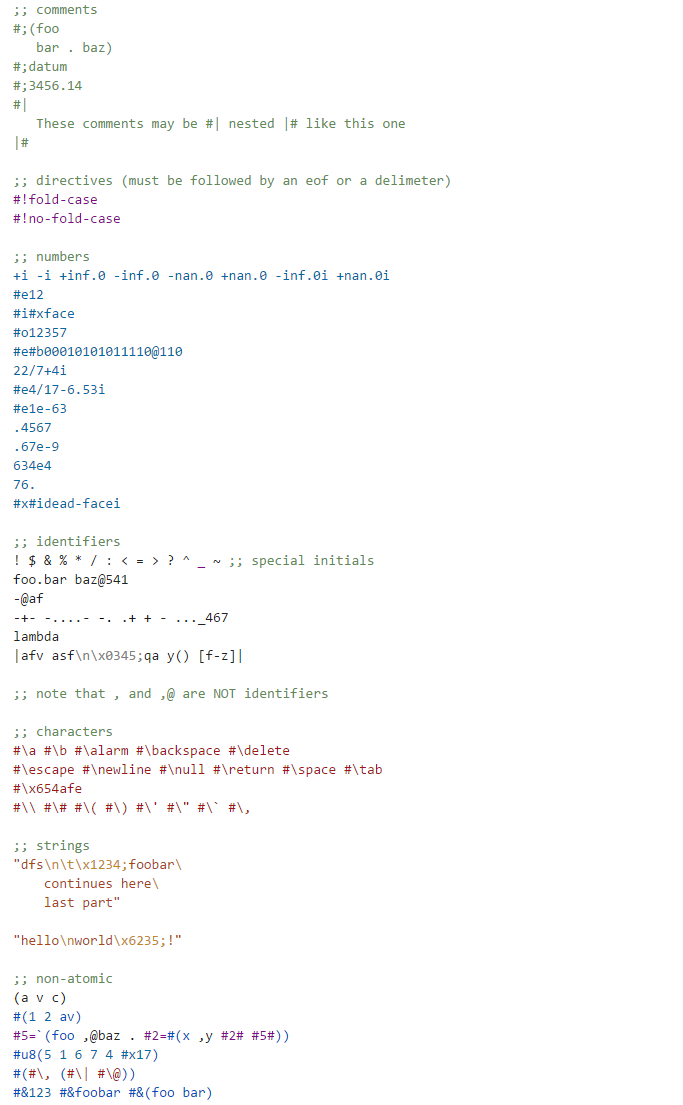 ;; comments
#;(foo
   bar . baz)
#;datum
#;3456.14
#|
   These comments may be #| nested |# like this one
|#

;; directives (must be followed by an eof or a delimeter)
#!fold-case
#!no-fold-case

;; numbers
+i -i +inf.0 -inf.0 -nan.0 +nan.0 -inf.0i +nan.0i
#e12
#i#xface
#o12357
#e#b00010101011110@110
22/7+4i
#e4/17-6.53i
#e1e-63
.4567
.67e-9
634e4
76.
#x#idead-facei

;; identifiers
! $ & % * / : < = > ? ^ _ ~ ;; special initials
foo.bar baz@541
-@af
-+- -....- -. .+ + - ..._467
lambda
|afv asf\n\x0345;qa y() [f-z]|

;; note that , and ,@ are NOT identifiers

;; characters
#\a #\b #\alarm #\backspace #\delete
#\escape #\newline #\null #\return #\space #\tab
#\x654afe
#\\ #\# #\( #\) #\' #\" #\` #\,

;; strings
"dfs\n\t\x1234;foobar\
    continues here\
    last part"

"hello\nworld\x6235;!"

;; non-atomic
(a v c)
#(1 2 av)
#5=`(foo ,@baz . #2=#(x ,y #2# #5#))
#u8(5 1 6 7 4 #x17)
#(#\, (#\| #\@))
#&123 #&foobar #&(foo bar)